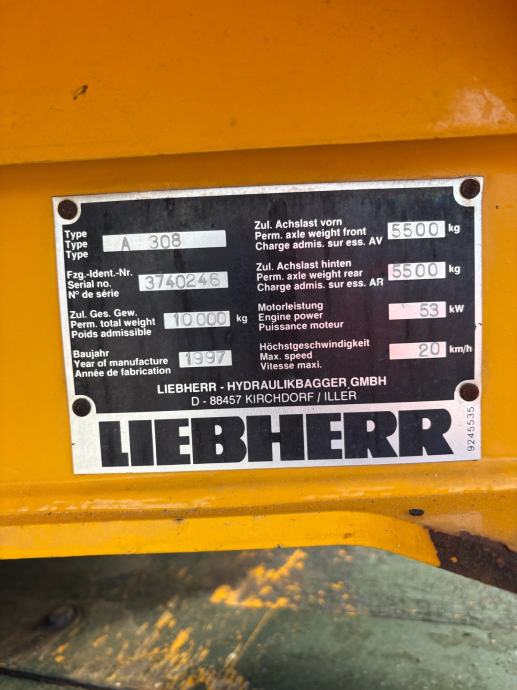 Type
Type
Type
A 308
Fzg.-Ident.-Nr.
Serial no.
N° de série
3740246
Zul. Ges. Gew.
Perm. total weight
Poids admissible
10 000 kg
Baujahr
Year of manufacture
Année de fabrication
1997
Zul. Achslast vorn
Perm. axle weight front
Charge admis. sur ess. AV
5500 kg
Zul. Achslast hinten
Perm. axle weight rear
Charge admis. sur ess. AR
5500 kg
Motorleistung
Engine power
Puissance moteur
53 kW
Höchstgeschwindigkeit
Max. speed
Vitesse maxi.
20 km/h
LIEBHERR - HYDRAULIKBAGGER GMBH
D - 88457 KIRCHDORF / ILLER
LIEBHERR
9245535